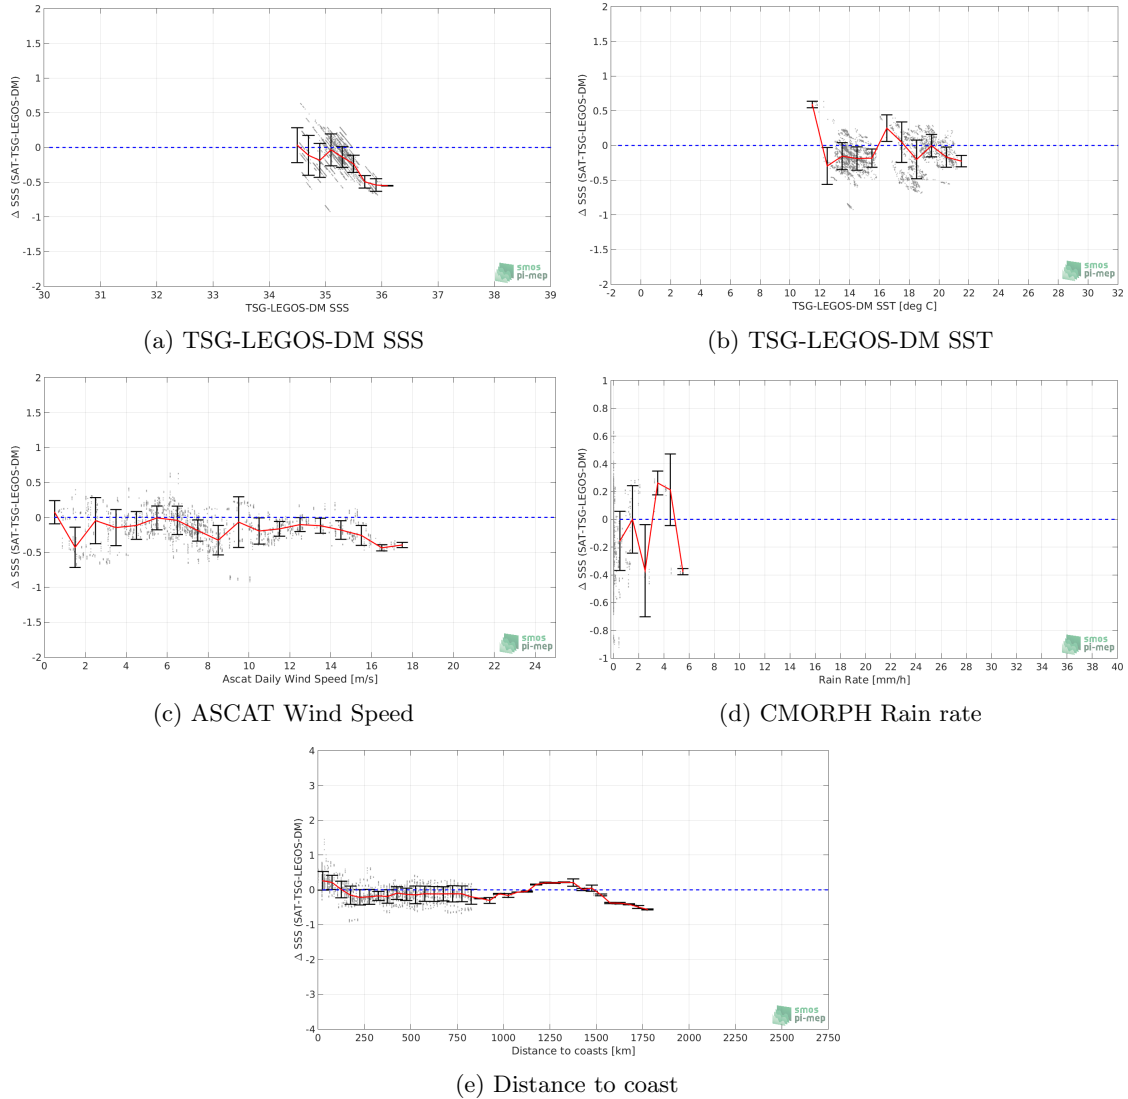 2
1.5
1
0.5
0
-0.5
-1
-1.5
-2
Δ SSS (SAT-TSG-LEGOS-DM)
30 31 32 33 34 35 36 37 38 39
TSG-LEGOS-DM SSS
smos
pi-mep
(a) TSG-LEGOS-DM SSS
2
1.5
1
0.5
0
-0.5
-1
-1.5
-2
Δ SSS (SAT-TSG-LEGOS-DM)
-2 0 2 4 6 8 10 12 14 16 18 20 22 24 26 28 30 32
TSG-LEGOS-DM SST [deg C]
smos
pi-mep
(b) TSG-LEGOS-DM SST
2
1.5
1
0.5
0
-0.5
-1
-1.5
-2
Δ SSS (SAT-TSG-LEGOS-DM)
0 2 4 6 8 10 12 14 16 18 20 22 24
Ascat Daily Wind Speed [m/s]
smos
pi-mep
(c) ASCAT Wind Speed
1
0.8
0.6
0.4
0.2
0
-0.2
-0.4
-0.6
-0.8
-1
Δ SSS (SAT-TSG-LEGOS-DM)
0 2 4 6 8 10 12 14 16 18 20 22 24 26 28 30 32 34 36 38 40
Rain Rate [mm/h]
smos
pi-mep
(d) CMORPH Rain rate
4
3
2
1
0
-1
-2
-3
-4
Δ SSS (SAT-TSG-LEGOS-DM)
0 250 500 750 1000 1250 1500 1750 2000 2250 2500 2750
Distance to coasts [km]
smos
pi-mep
(e) Distance to coast